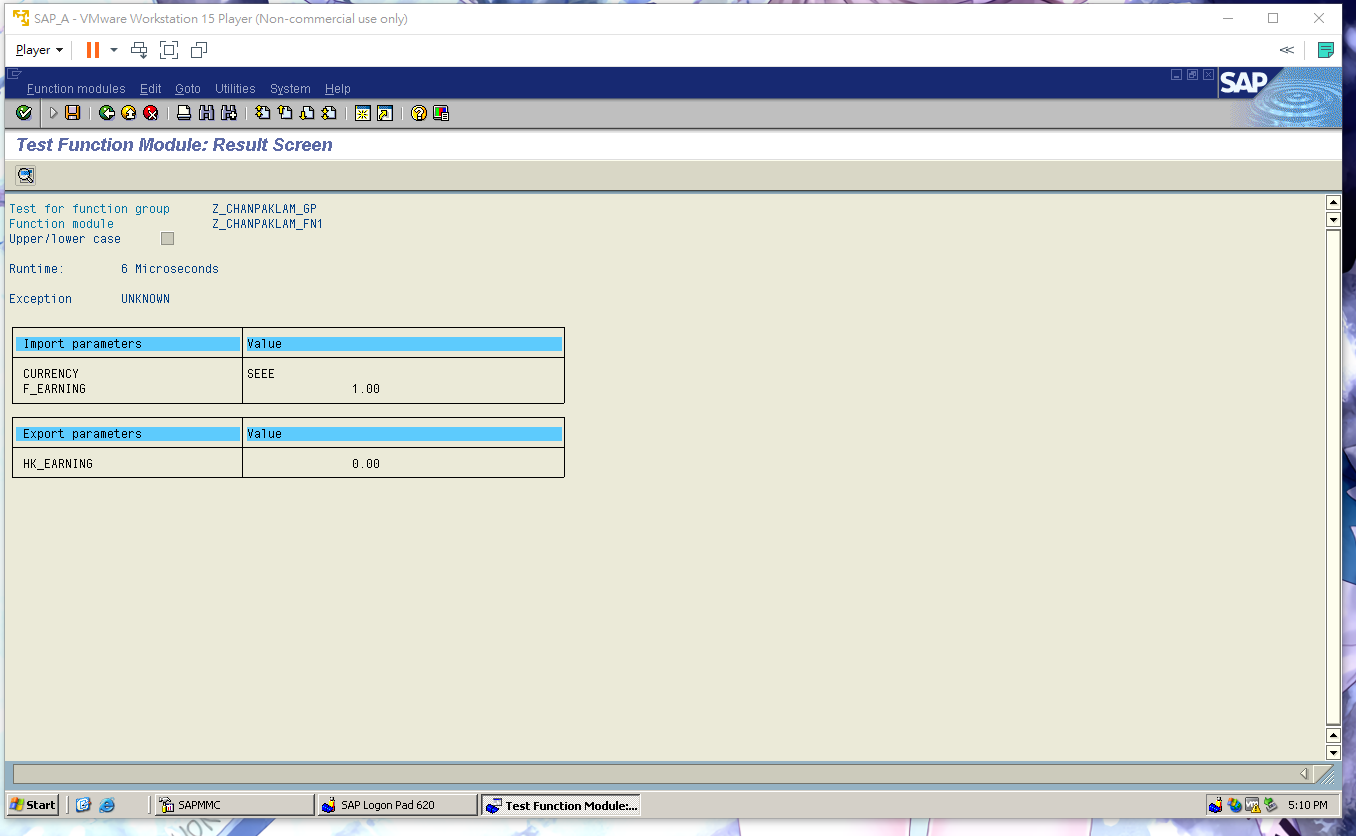 SAP_A - VMware Workstation 15 Player (Non-commercial use only)
Player
Function modules Edit Goto Utilities System Help
SAP
Test Function Module: Result Screen
Test for function group Z_CHANPAKLAM_GP
Function module Z_CHANPAKLAM_FN1
Upper/lower case
Runtime: 6 Microseconds
Exception UNKNOWN
Import parameters Value
CURRENCY SEEE
F_EARNING 1.00
Export parameters Value
HK_EARNING 0.00
Start SAPMMC SAP Logon Pad 620 Test Function Module:... 5:10 PM